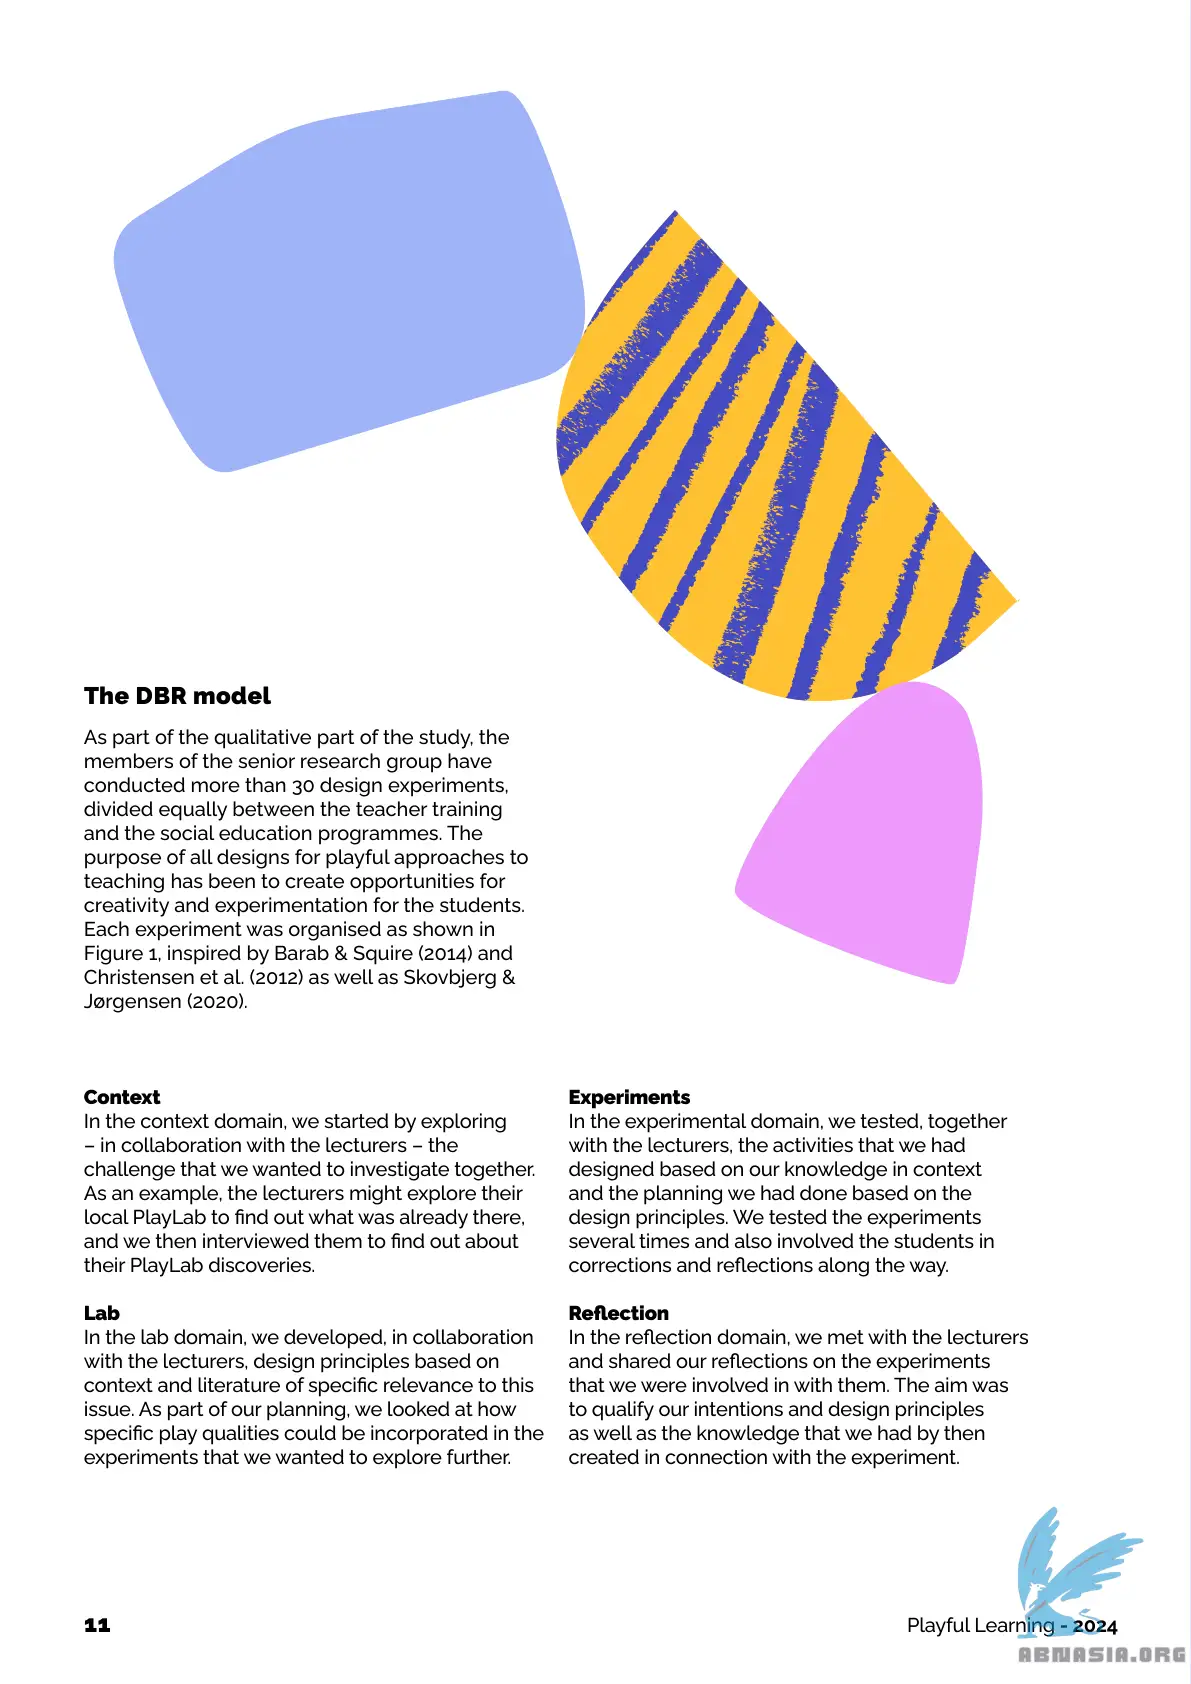 The DBR model
As part of the qualitative part of the study, the
members of the senior research group have
conducted more than 30 design experiments,
divided equally between the teacher training
and the social education programmes. The
purpose of all designs for playful approaches to
teaching has been to create opportunities for
creativity and experimentation for the students.
Each experiment was organised as shown in
Figure 1, inspired by Barab & Squire (2014) and
Christensen et al. (2012) as well as Skovbjerg &
Jørgensen (2020).
Context
In the context domain, we started by exploring
– in collaboration with the lecturers – the
challenge that we wanted to investigate together.
As an example, the lecturers might explore their
local PlayLab to find out what was already there,
and we then interviewed them to find out about
their PlayLab discoveries.
Lab
In the lab domain, we developed, in collaboration
with the lecturers, design principles based on
context and literature of specific relevance to this
issue. As part of our planning, we looked at how
specific play qualities could be incorporated in the
experiments that we wanted to explore further.
Experiments
In the experimental domain, we tested, together
with the lecturers, the activities that we had
designed based on our knowledge in context
and the planning we had done based on the
design principles. We tested the experiments
several times and also involved the students in
corrections and reflections along the way.
Reflection
In the reflection domain, we met with the lecturers
and shared our reflections on the experiments
that we were involved in with them. The aim was
to qualify our intentions and design principles
as well as the knowledge that we had by then
created in connection with the experiment.
11
Playful Learning - 2024
ABNASIA.ORG